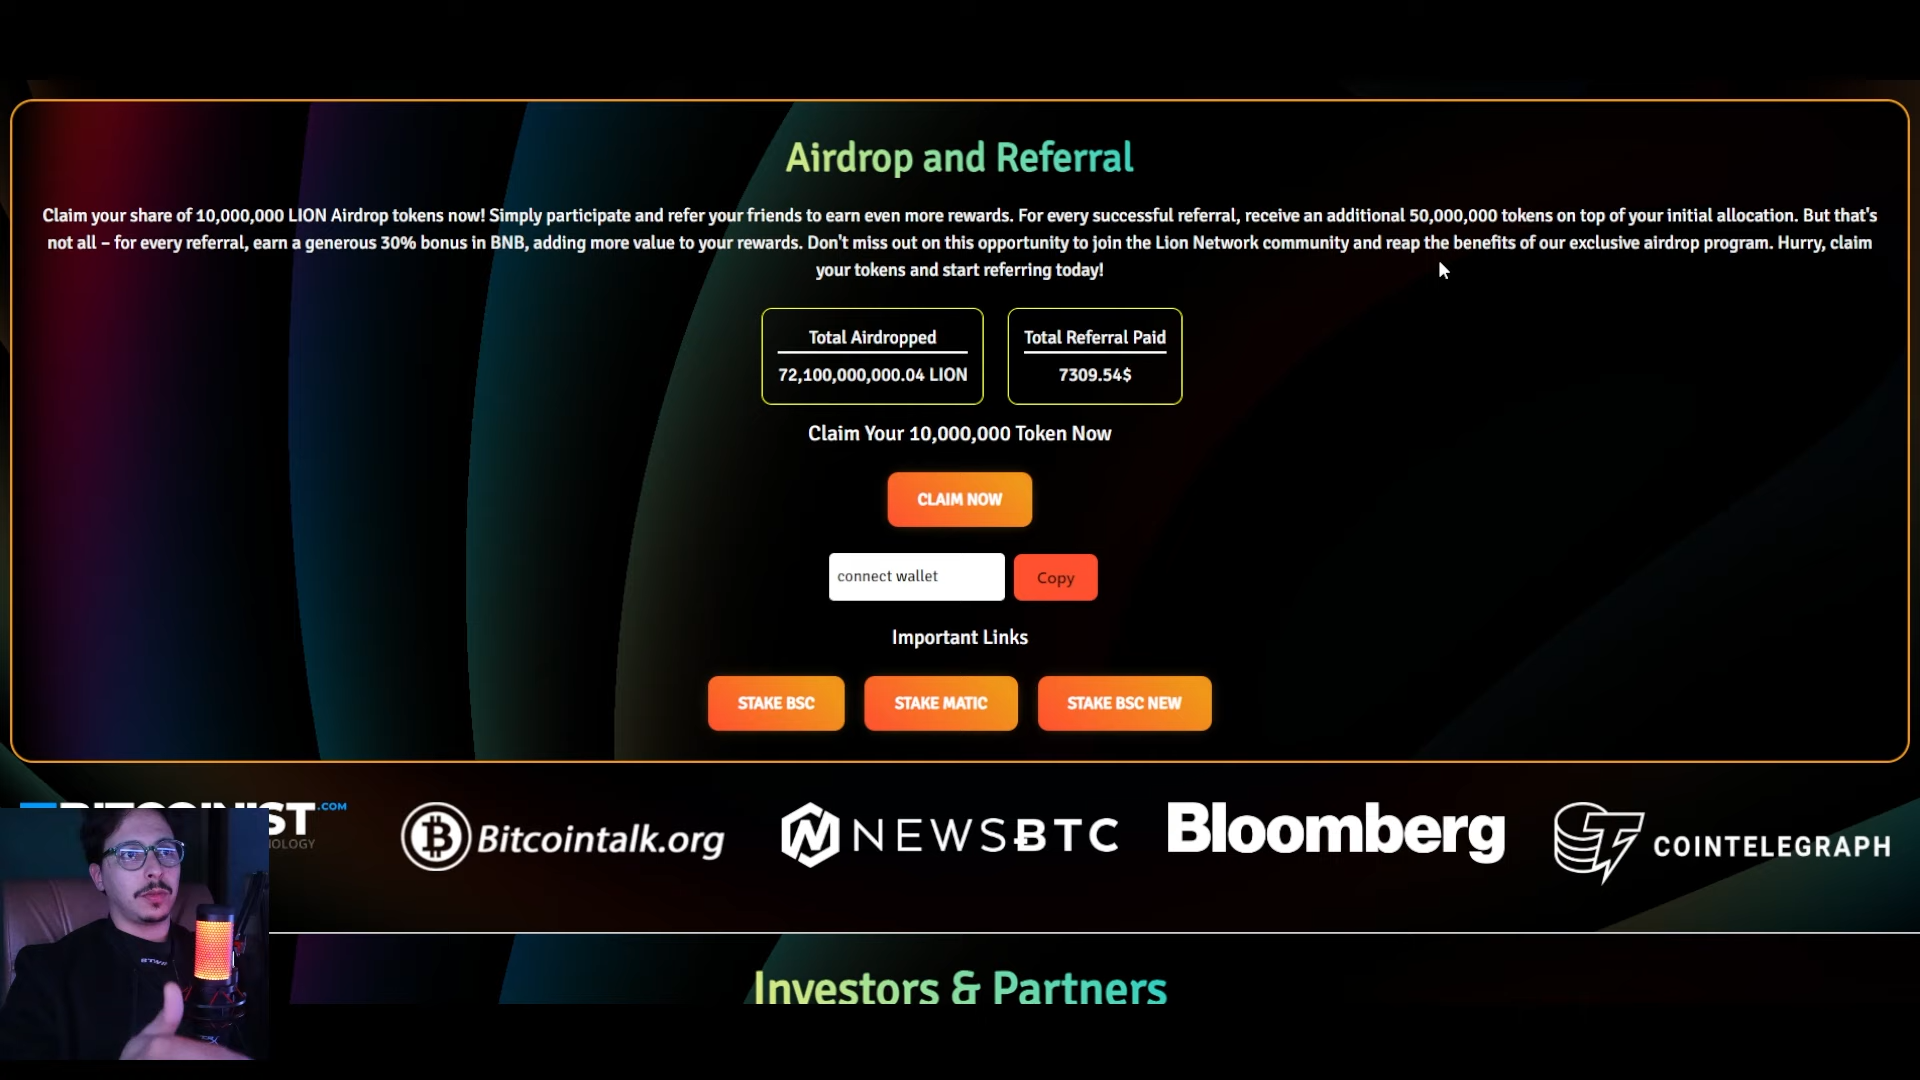 Airdrop and Referral
Claim your share of 10,000,000 LION Airdrop tokens now! Simply participate and refer your friends to earn even more rewards. For every successful referral, receive an additional 50,000,000 tokens on top of your initial allocation. But that's
not all – for every referral, earn a generous 30% bonus in BNB, adding more value to your rewards. Don't miss out on this opportunity to join the Lion Network community and reap the benefits of our exclusive airdrop program. Hurry, claim
your tokens and start referring today!
Total Airdropped
72,100,000,000.04 LION
Total Referral Paid
7309.54$
Claim Your 10,000,000 Token Now
CLAIM NOW
connect wallet
Copy
Important Links
STAKE BSC
STAKE MATIC
STAKE BSC NEW
BITCOINIST.COM
Bitcointalk.org
NEWSBTC
Bloomberg
COINTELEGRAPH
Investors & Partners